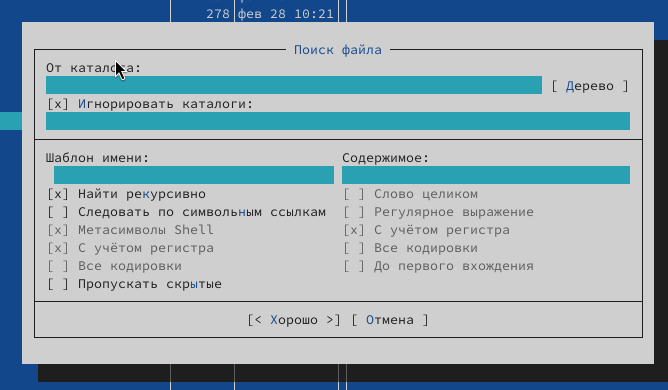 278 фев 28 10:21
Поиск файла
От каталога:
[ Дерево ]
[x] Игнорировать каталоги:
Шаблон имени:
Содержимое:
[x] Найти рекурсивно
[ ] Слово целиком
[ ] Следовать по символьным ссылкам
[ ] Регулярное выражение
[x] Метасимволы Shell
[x] С учётом регистра
[x] С учётом регистра
[ ] Все кодировки
[ ] Все кодировки
[ ] До первого вхождения
[ ] Пропускать скрытые
[< Хорошо >] [ Отмена ]